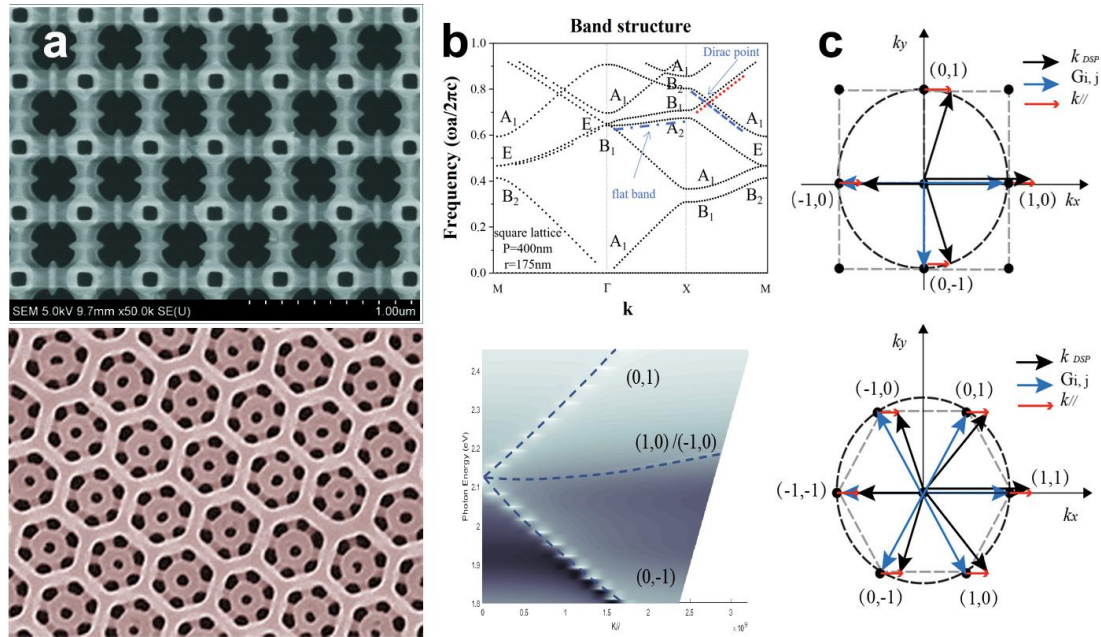 a
SEM 5.0kV 9.7mm x50.0k SE(U)
1.00um
b
Band structure
Frequency (ωa/2πc)
1.0
0.8
0.6
0.4
0.2
0.0
A1
E
B2
A1
B1
A1
A1
B2
B1
A2
A1
B1
Dirac point
A1
E
B2
flat band
square lattice
P=400nm
r=175nm
M
Γ
X
M
k
Photon Energy (eV)
2.4
2.3
2.2
2.1
2
1.9
1.8
(0,1)
(1,0) /(-1,0)
(0,-1)
0
0.5
1
1.5
2
2.5
3
K//
x 10
c
ky
k DSP
Gi, j
k//
(0,1)
(-1,0)
(1,0)
kx
(0,-1)
ky
k DSP
Gi, j
k//
(-1,0)
(0,1)
(-1,-1)
(1,1)
kx
(0,-1)
(1,0)